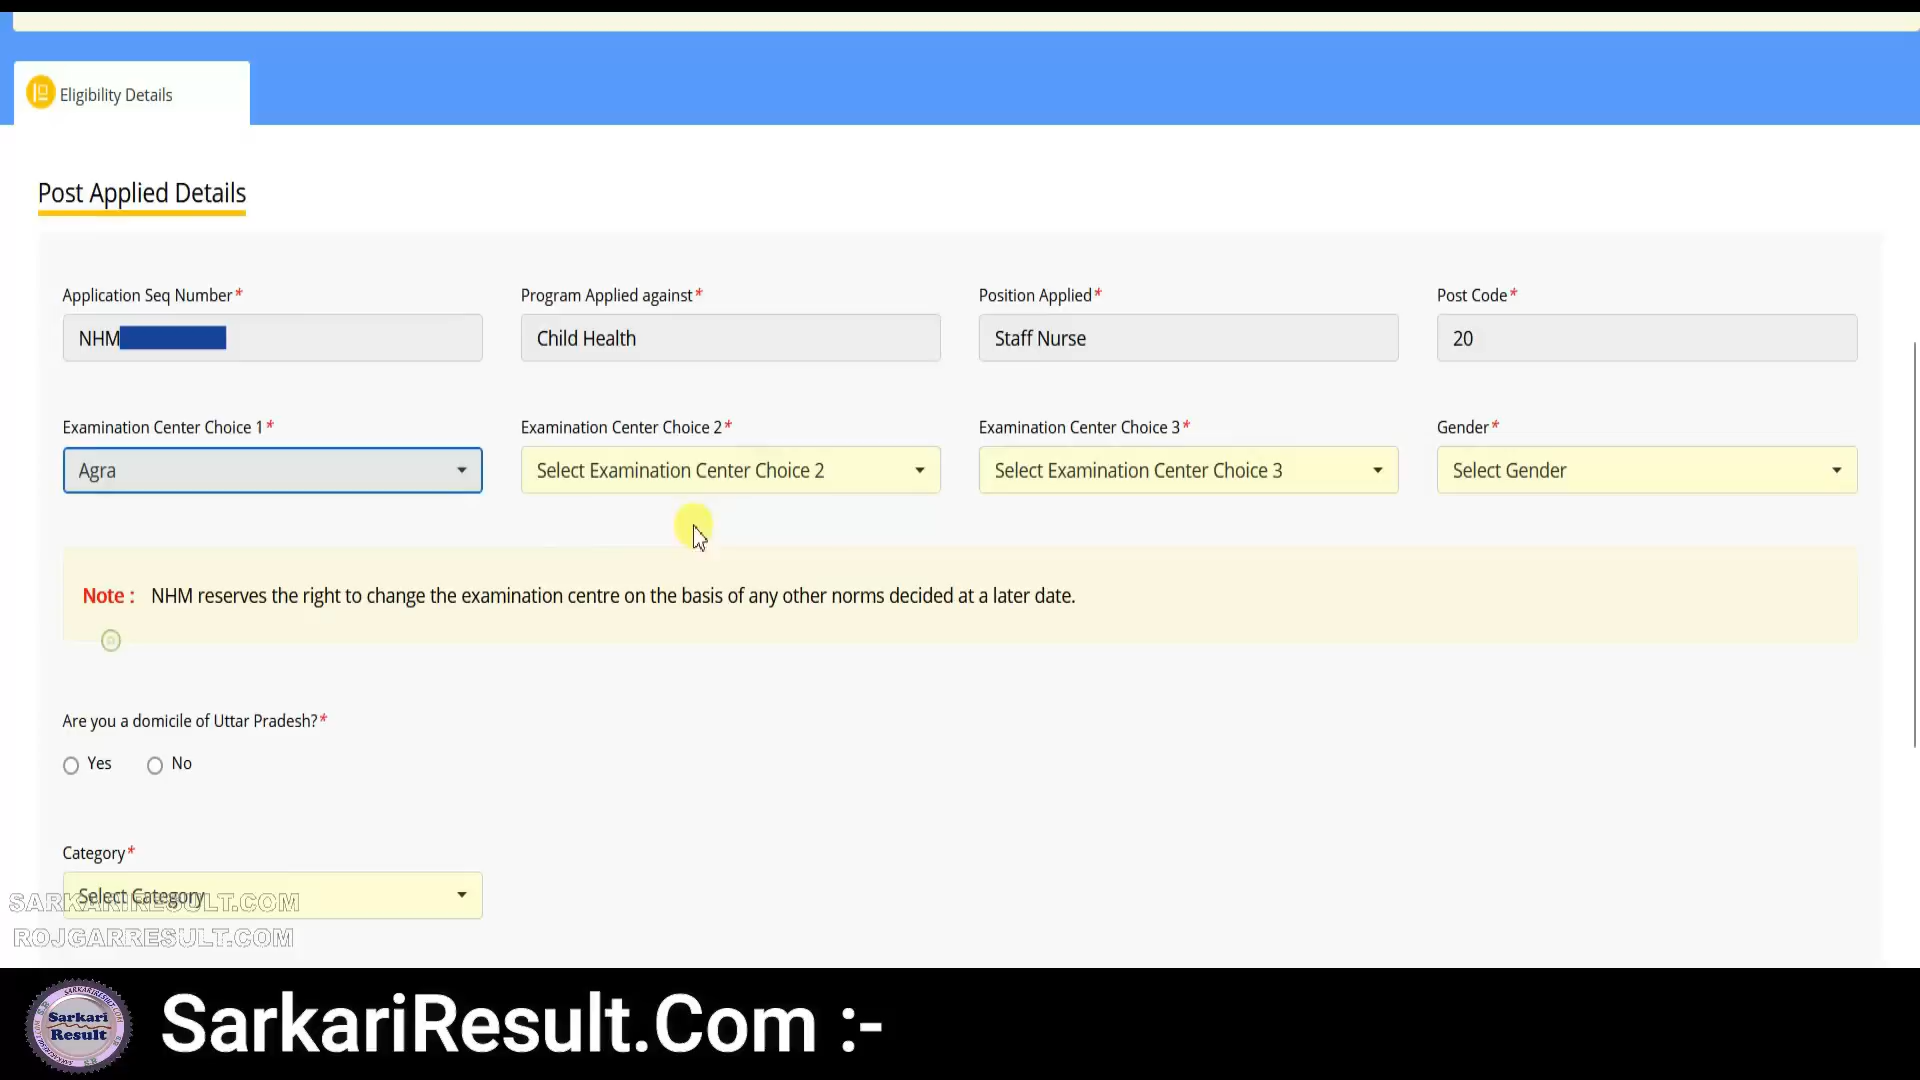 Eligibility Details
Post Applied Details
Application Seq Number* Program Applied against* Position Applied* Post Code*
NHM Child Health Staff Nurse 20
Examination Center Choice 1* Examination Center Choice 2* Examination Center Choice 3* Gender*
Agra Select Examination Center Choice 2 Select Examination Center Choice 3 Select Gender
Note : NHM reserves the right to change the examination centre on the basis of any other norms decided at a later date.
Are you a domicile of Uttar Pradesh?*
Yes No
Category*
Select Category
SARKARIRESULT.COM
ROJGARRESULT.COM
Sarkari
Result
SarkariResult.Com :-